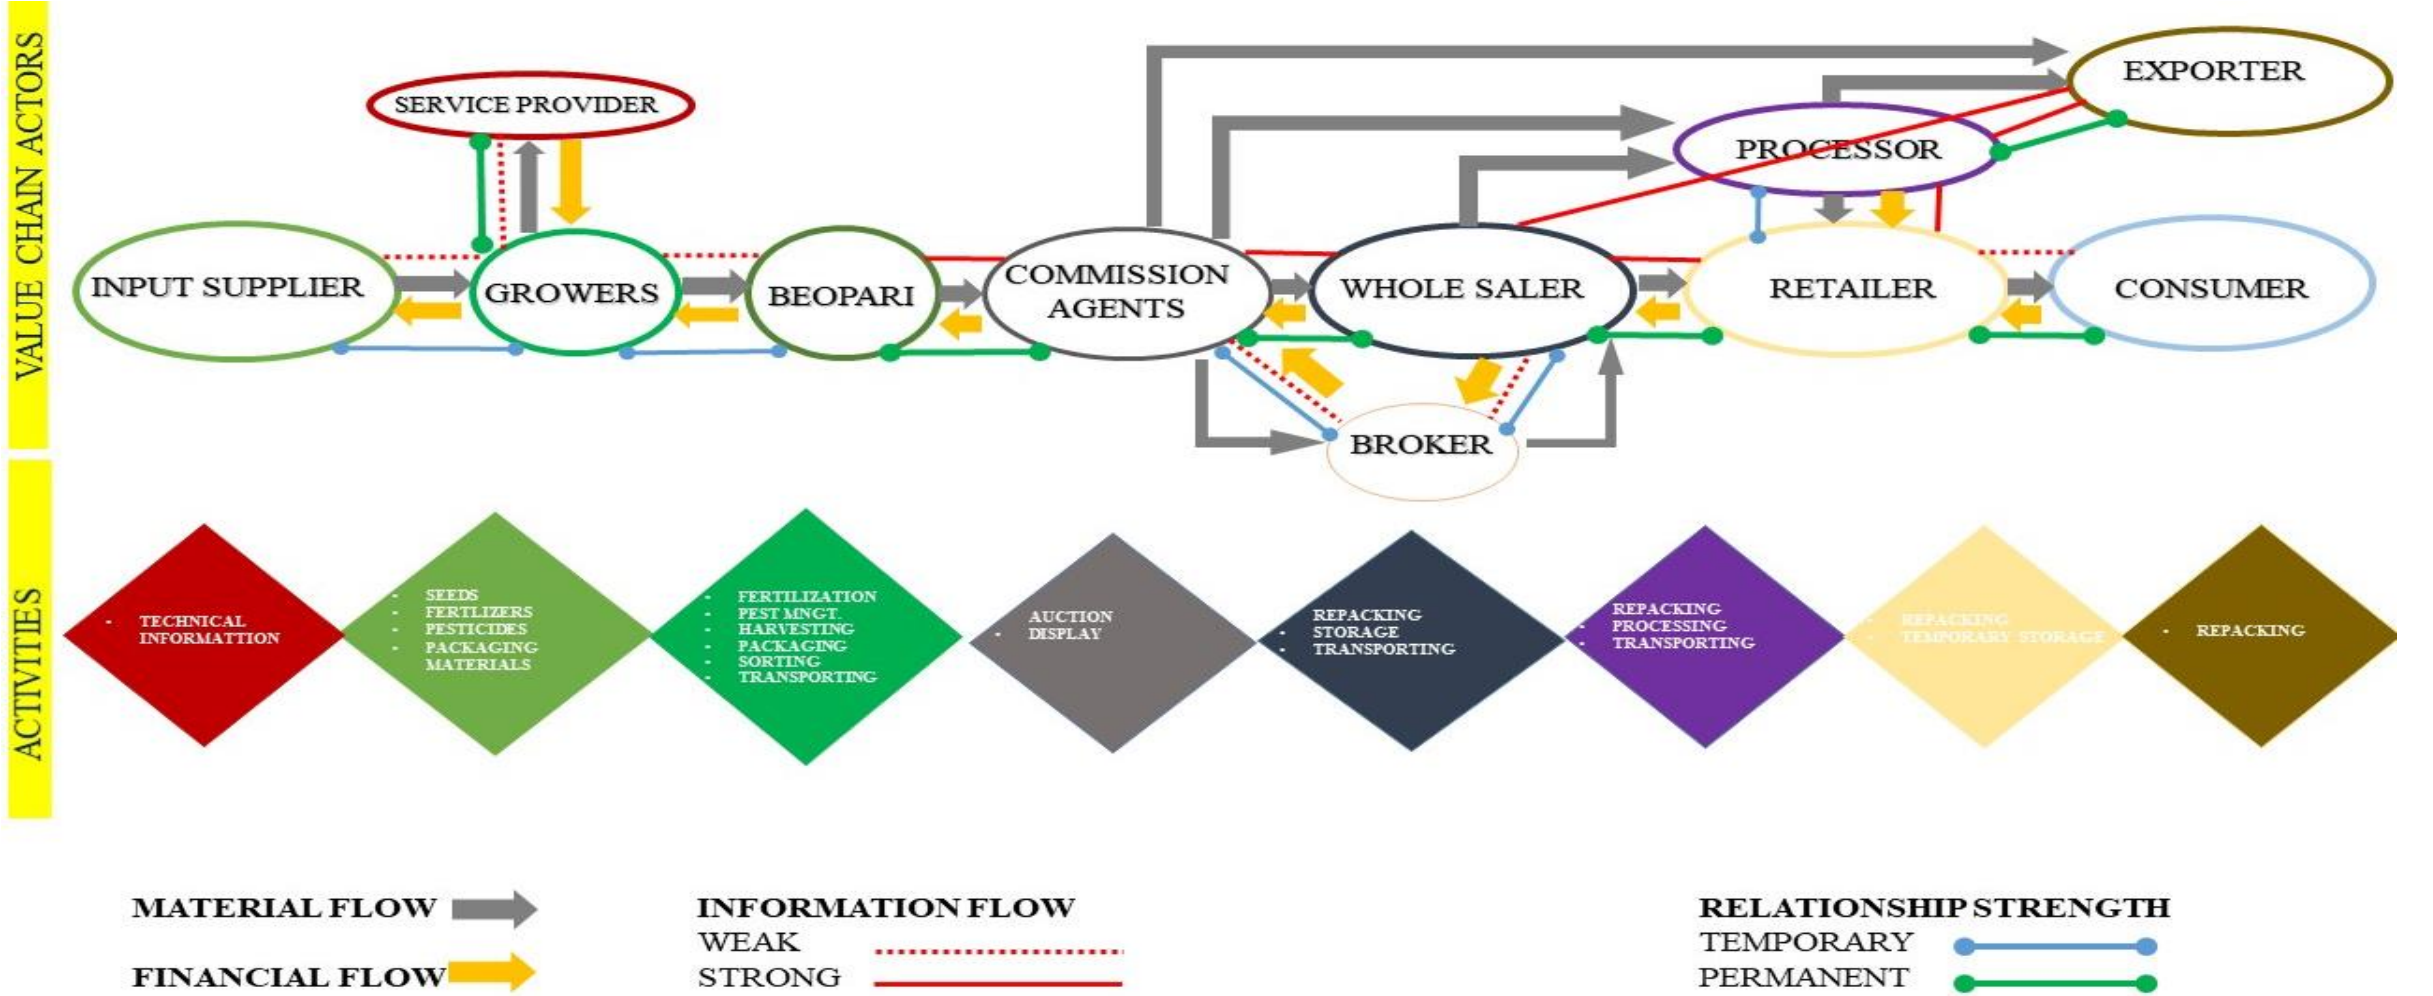 VALUE CHAIN ACTORS
SERVICE PROVIDER
EXPORTER
PROCESSOR
INPUT SUPPLIER
GROWERS
BEOPARI
COMMISSION
AGENTS
WHOLE SALER
RETAILER
CONSUMER
BROKER
ACTIVITIES
- TECHNICAL
INFORMATTION
- SEEDS
- FERTLIZERS
- PESTICIDES
- PACKAGING
MATERIALS
- FERTILIZATION
- PEST MNGT.
- HARVESTING
- PACKAGING
- SORTING
- TRANSPORTING
AUCTION
- DISPLAY
REPACKING
- STORAGE
- TRANSPORTING
REPACKING
- PROCESSING
- TRANSPORTING
- REPACKING
- TEMPORARY STORAGE
- REPACKING
MATERIAL FLOW
FINANCIAL FLOW
INFORMATION FLOW
WEAK
STRONG
RELATIONSHIP STRENGTH
TEMPORARY
PERMANENT